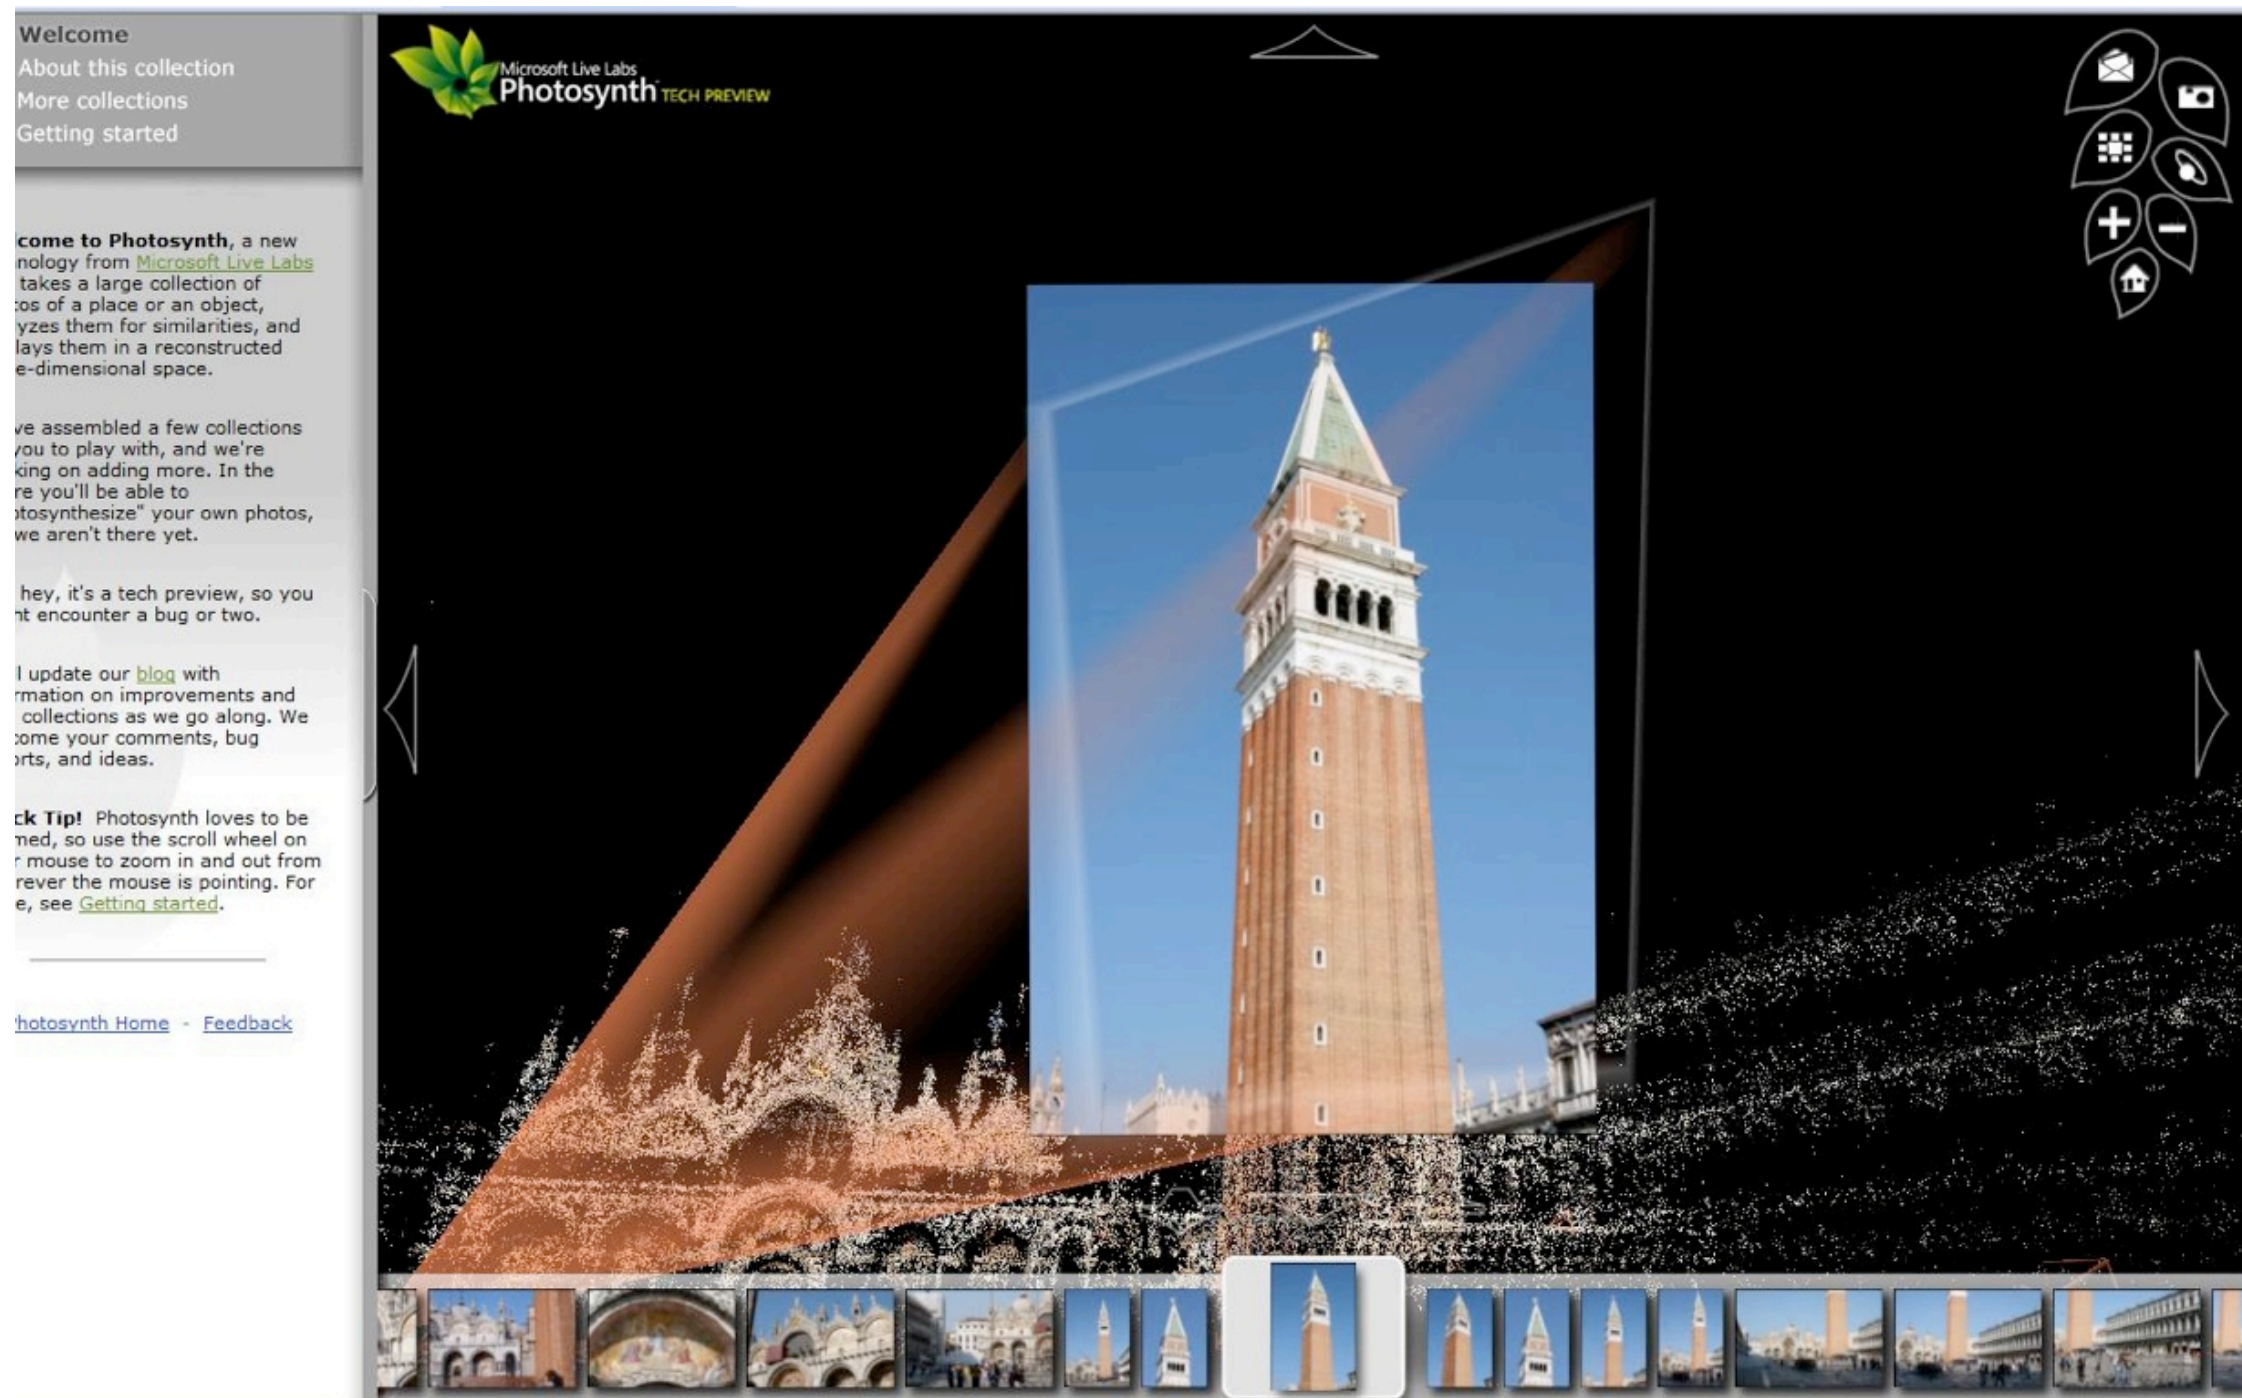 Welcome
About this collection
More collections
Getting started
come to Photosynth, a new
nology from Microsoft Live Labs
takes a large collection of
tos of a place or an object,
yzes them for similarities, and
lays them in a reconstructed
e-dimensional space.
ve assembled a few collections
you to play with, and we're
king on adding more. In the
re you'll be able to
otosynthesize" your own photos,
we aren't there yet.
hey, it's a tech preview, so you
ht encounter a bug or two.
l update our blog with
rmation on improvements and
collections as we go along. We
come your comments, bug
orts, and ideas.
ck Tip! Photosynth loves to be
med, so use the scroll wheel on
r mouse to zoom in and out from
rever the mouse is pointing. For
e, see Getting started.
Photosynth Home - Feedback
Microsoft Live Labs
Photosynth TECH PREVIEW